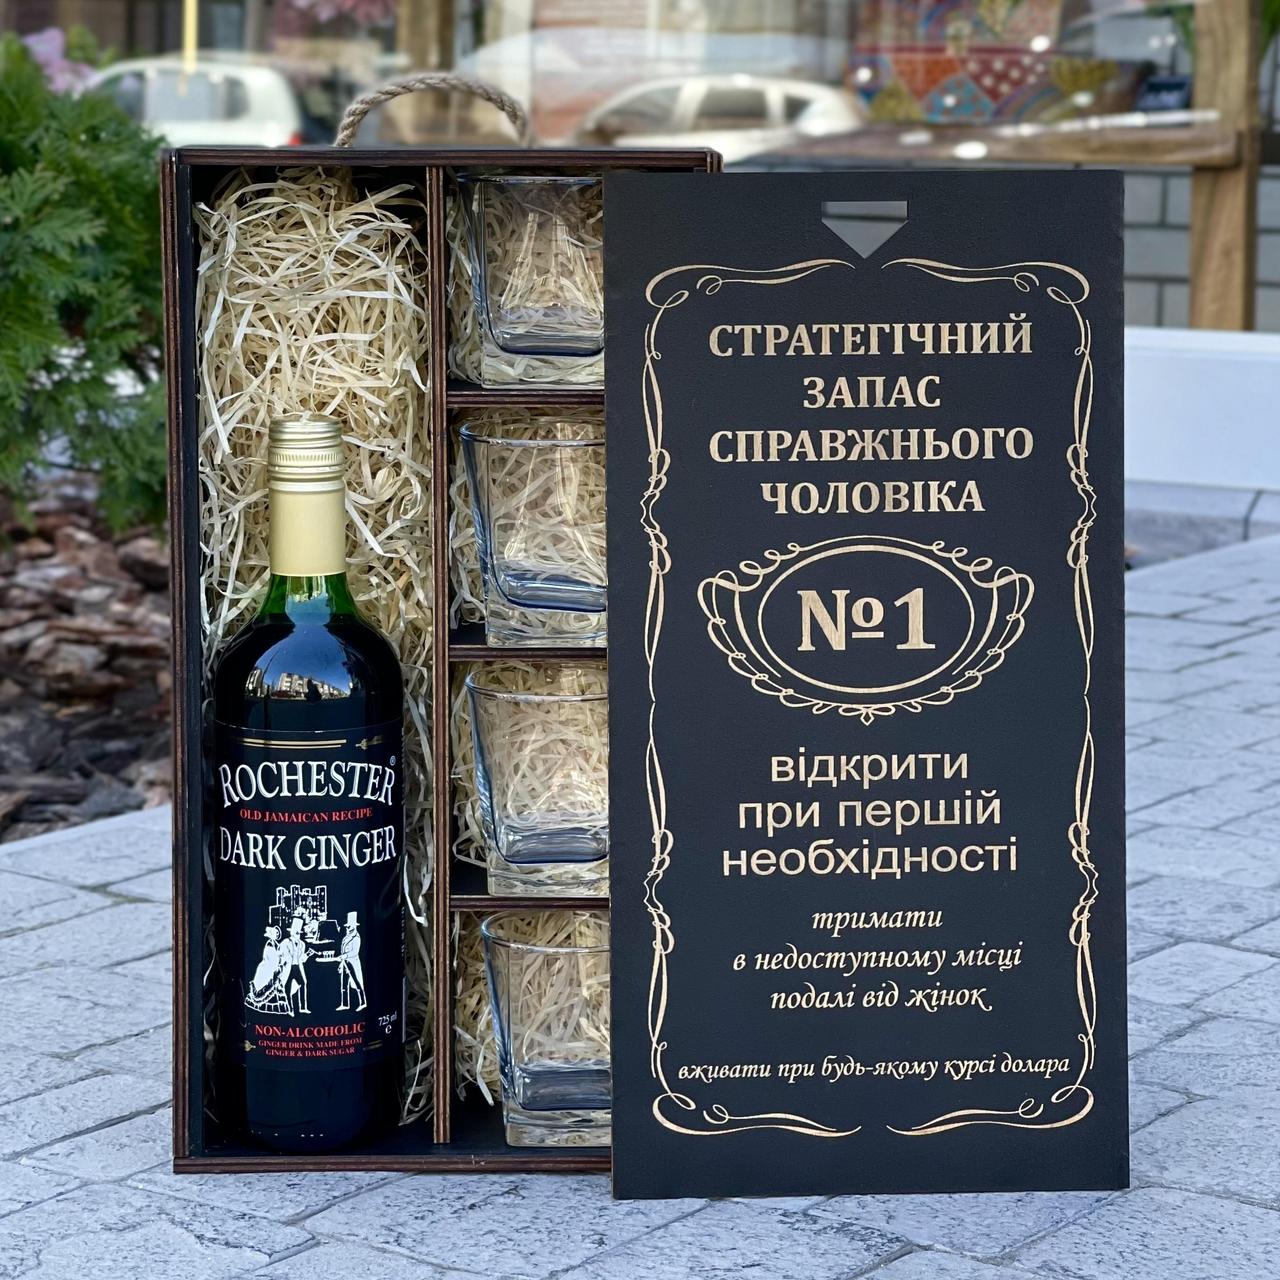 СТРАТЕГІЧНИЙ
ЗАПАС
СПРАВЖНЬОГО
ЧОЛОВІКА
№1
відкрити
при першій
необхідності
тримати
в недоступному місці
подалі від жінок
вживати при будь-якому курсі долара
ROCHESTER®
OLD JAMAICAN RECIPE
DARK GINGER
NON-ALCOHOLIC
725 ml
e
GINGER DRINK MADE FROM
GINGER & DARK SUGAR